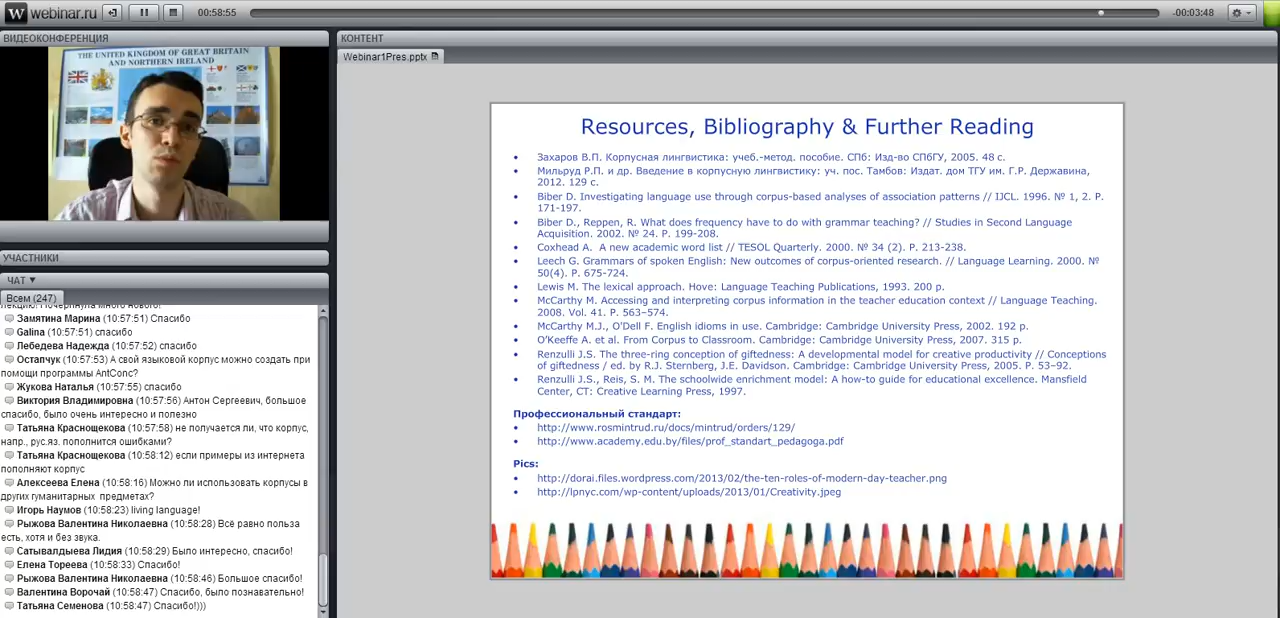 webinar.ru
00:58:55
-00:03:48
ВИДЕОКОНФЕРЕНЦИЯ
THE UNITED KINGDOM OF GREAT BRITAIN
AND NORTHERN IRELAND
УЧАСТНИКИ
ЧАТ
Всем (247)
Замятина Марина (10:57:51) Спасибо
Galina (10:57:51) спасибо
Лебедева Надежда (10:57:52) спасибо
Остапчук (10:57:53) А свой языковой корпус можно создать при
помощи программы AntConc?
Жукова Наталья (10:57:55) спасибо
Виктория Владимировна (10:57:56) Антон Сергеевич, большое
спасибо, было очень интересно и полезно
Татьяна Краснощекова (10:57:58) не получается ли, что корпус,
напр., рус.яз. пополнится ошибками?
Татьяна Краснощекова (10:58:12) если примеры из интернета
пополняют корпус
Алексеева Елена (10:58:16) Можно ли использовать корпусы в
других гуманитарных предметах?
Игорь Наумов (10:58:23) living language!
Рыжова Валентина Николаевна (10:58:28) Всё равно польза
есть, хотя и без звука.
Сатывалдыева Лидия (10:58:29) Было интересно, спасибо!
Елена Тореева (10:58:33) Спасибо!
Рыжова Валентина Николаевна (10:58:46) Большое спасибо!
Валентина Ворочай (10:58:47) Спасибо, было познавательно!
Татьяна Семенова (10:58:47) Спасибо!)))
КОНТЕНТ
Webinar1Pres.pptx
Resources, Bibliography & Further Reading
• Захаров В.П. Корпусная лингвистика: учеб.-метод. пособие. СПб: Изд-во СПбГУ, 2005. 48 с.
• Мильруд Р.П. и др. Введение в корпусную лингвистику: уч. пос. Тамбов: Издат. дом ТГУ им. Г.Р. Державина,
2012. 129 с.
• Biber D. Investigating language use through corpus-based analyses of association patterns // IJCL. 1996. № 1, 2. P.
171-197.
• Biber D., Reppen, R. What does frequency have to do with grammar teaching? // Studies in Second Language
Acquisition. 2002. № 24. P. 199-208.
• Coxhead A. A new academic word list // TESOL Quarterly. 2000. № 34 (2). P. 213-238.
• Leech G. Grammars of spoken English: New outcomes of corpus-oriented research. // Language Learning. 2000. №
50(4). P. 675-724.
• Lewis M. The lexical approach. Hove: Language Teaching Publications, 1993. 200 p.
• McCarthy M. Accessing and interpreting corpus information in the teacher education context // Language Teaching.
2008. Vol. 41. P. 563–574.
• McCarthy M.J., O'Dell F. English idioms in use. Cambridge: Cambridge University Press, 2002. 192 p.
• O'Keeffe A. et al. From Corpus to Classroom. Cambridge: Cambridge University Press, 2007. 315 p.
• Renzulli J.S. The three-ring conception of giftedness: A developmental model for creative productivity // Conceptions
of giftedness / ed. by R.J. Sternberg, J.E. Davidson. Cambridge: Cambridge University Press, 2005. P. 53–92.
• Renzulli J.S., Reis, S. M. The schoolwide enrichment model: A how-to guide for educational excellence. Mansfield
Center, CT: Creative Learning Press, 1997.
Профессиональный стандарт:
• http://www.rosmintrud.ru/docs/mintrud/orders/129/
• http://www.academy.edu.by/files/prof_standart_pedagoga.pdf
Pics:
• http://dorai.files.wordpress.com/2013/02/the-ten-roles-of-modern-day-teacher.png
• http://lpnyc.com/wp-content/uploads/2013/01/Creativity.jpeg